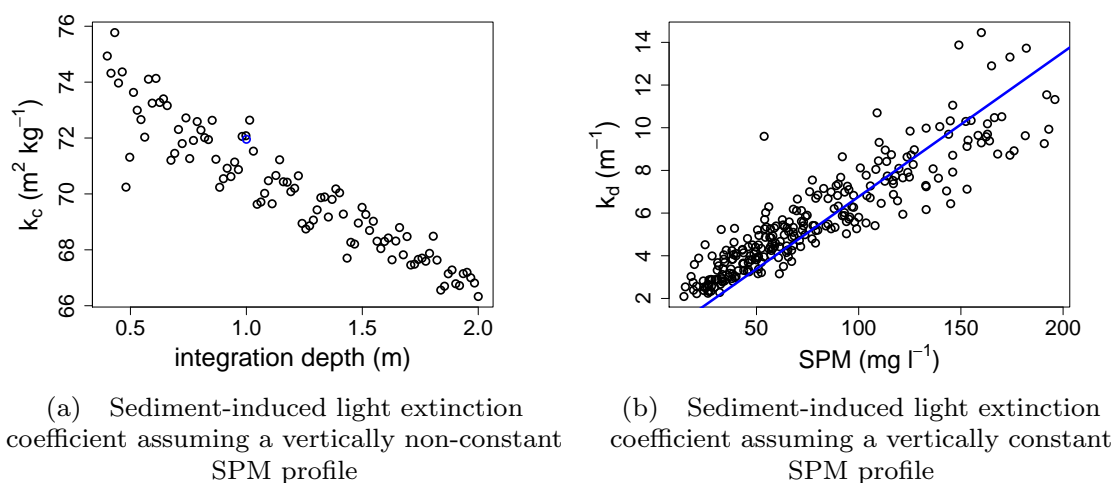 76
74
72
70
68
66
k_c (m² kg⁻¹)
0.5 1.0 1.5 2.0
integration depth (m)
(a) Sediment-induced light extinction
coefficient assuming a vertically non-constant
SPM profile
14
12
10
8
6
4
2
k_d (m⁻¹)
50 100 150 200
SPM (mg l⁻¹)
(b) Sediment-induced light extinction
coefficient assuming a vertically constant
SPM profile